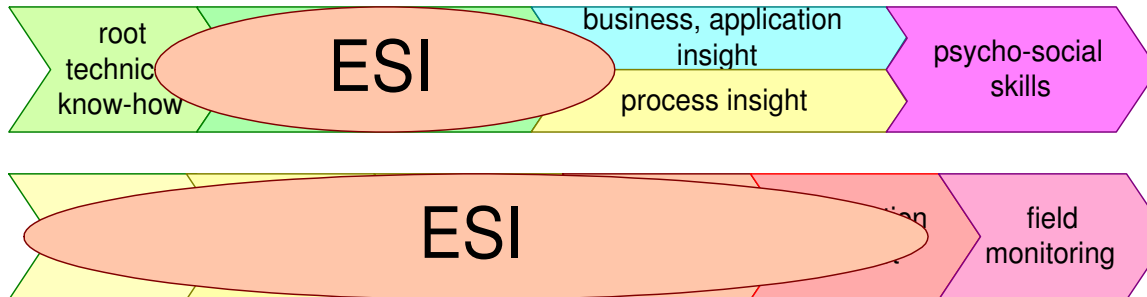 root
technic
know-how
ESI
business, application
insight
process insight
psycho-social
skills
ESI
field
monitoring